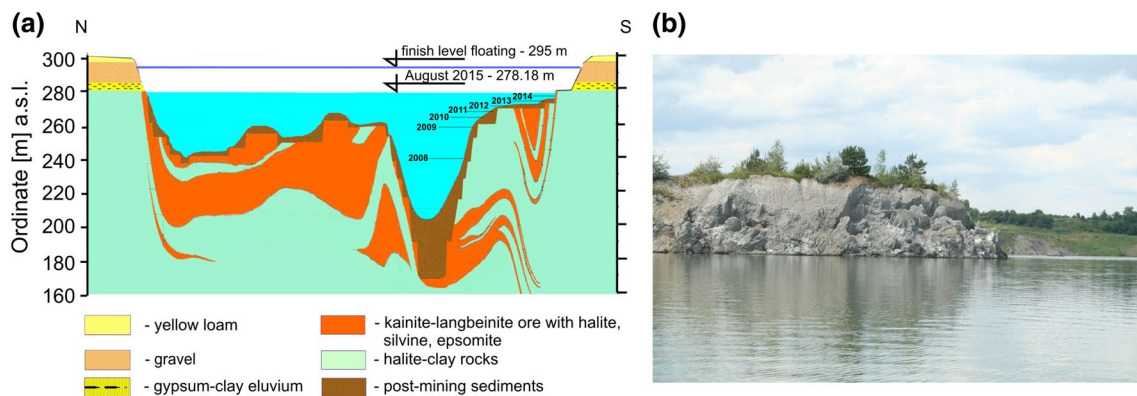 (a)
N
S
(b)
finish level floating - 295 m
August 2015 - 278.18 m
Ordinate [m] a.s.l.
300
280
260
240
220
200
180
160
2014
2013
2012
2011
2010
2009
2008
- yellow loam
- gravel
- gypsum-clay eluvium
- kainite-langbeinite ore with halite,
silvine, epsomite
- halite-clay rocks
- post-mining sediments